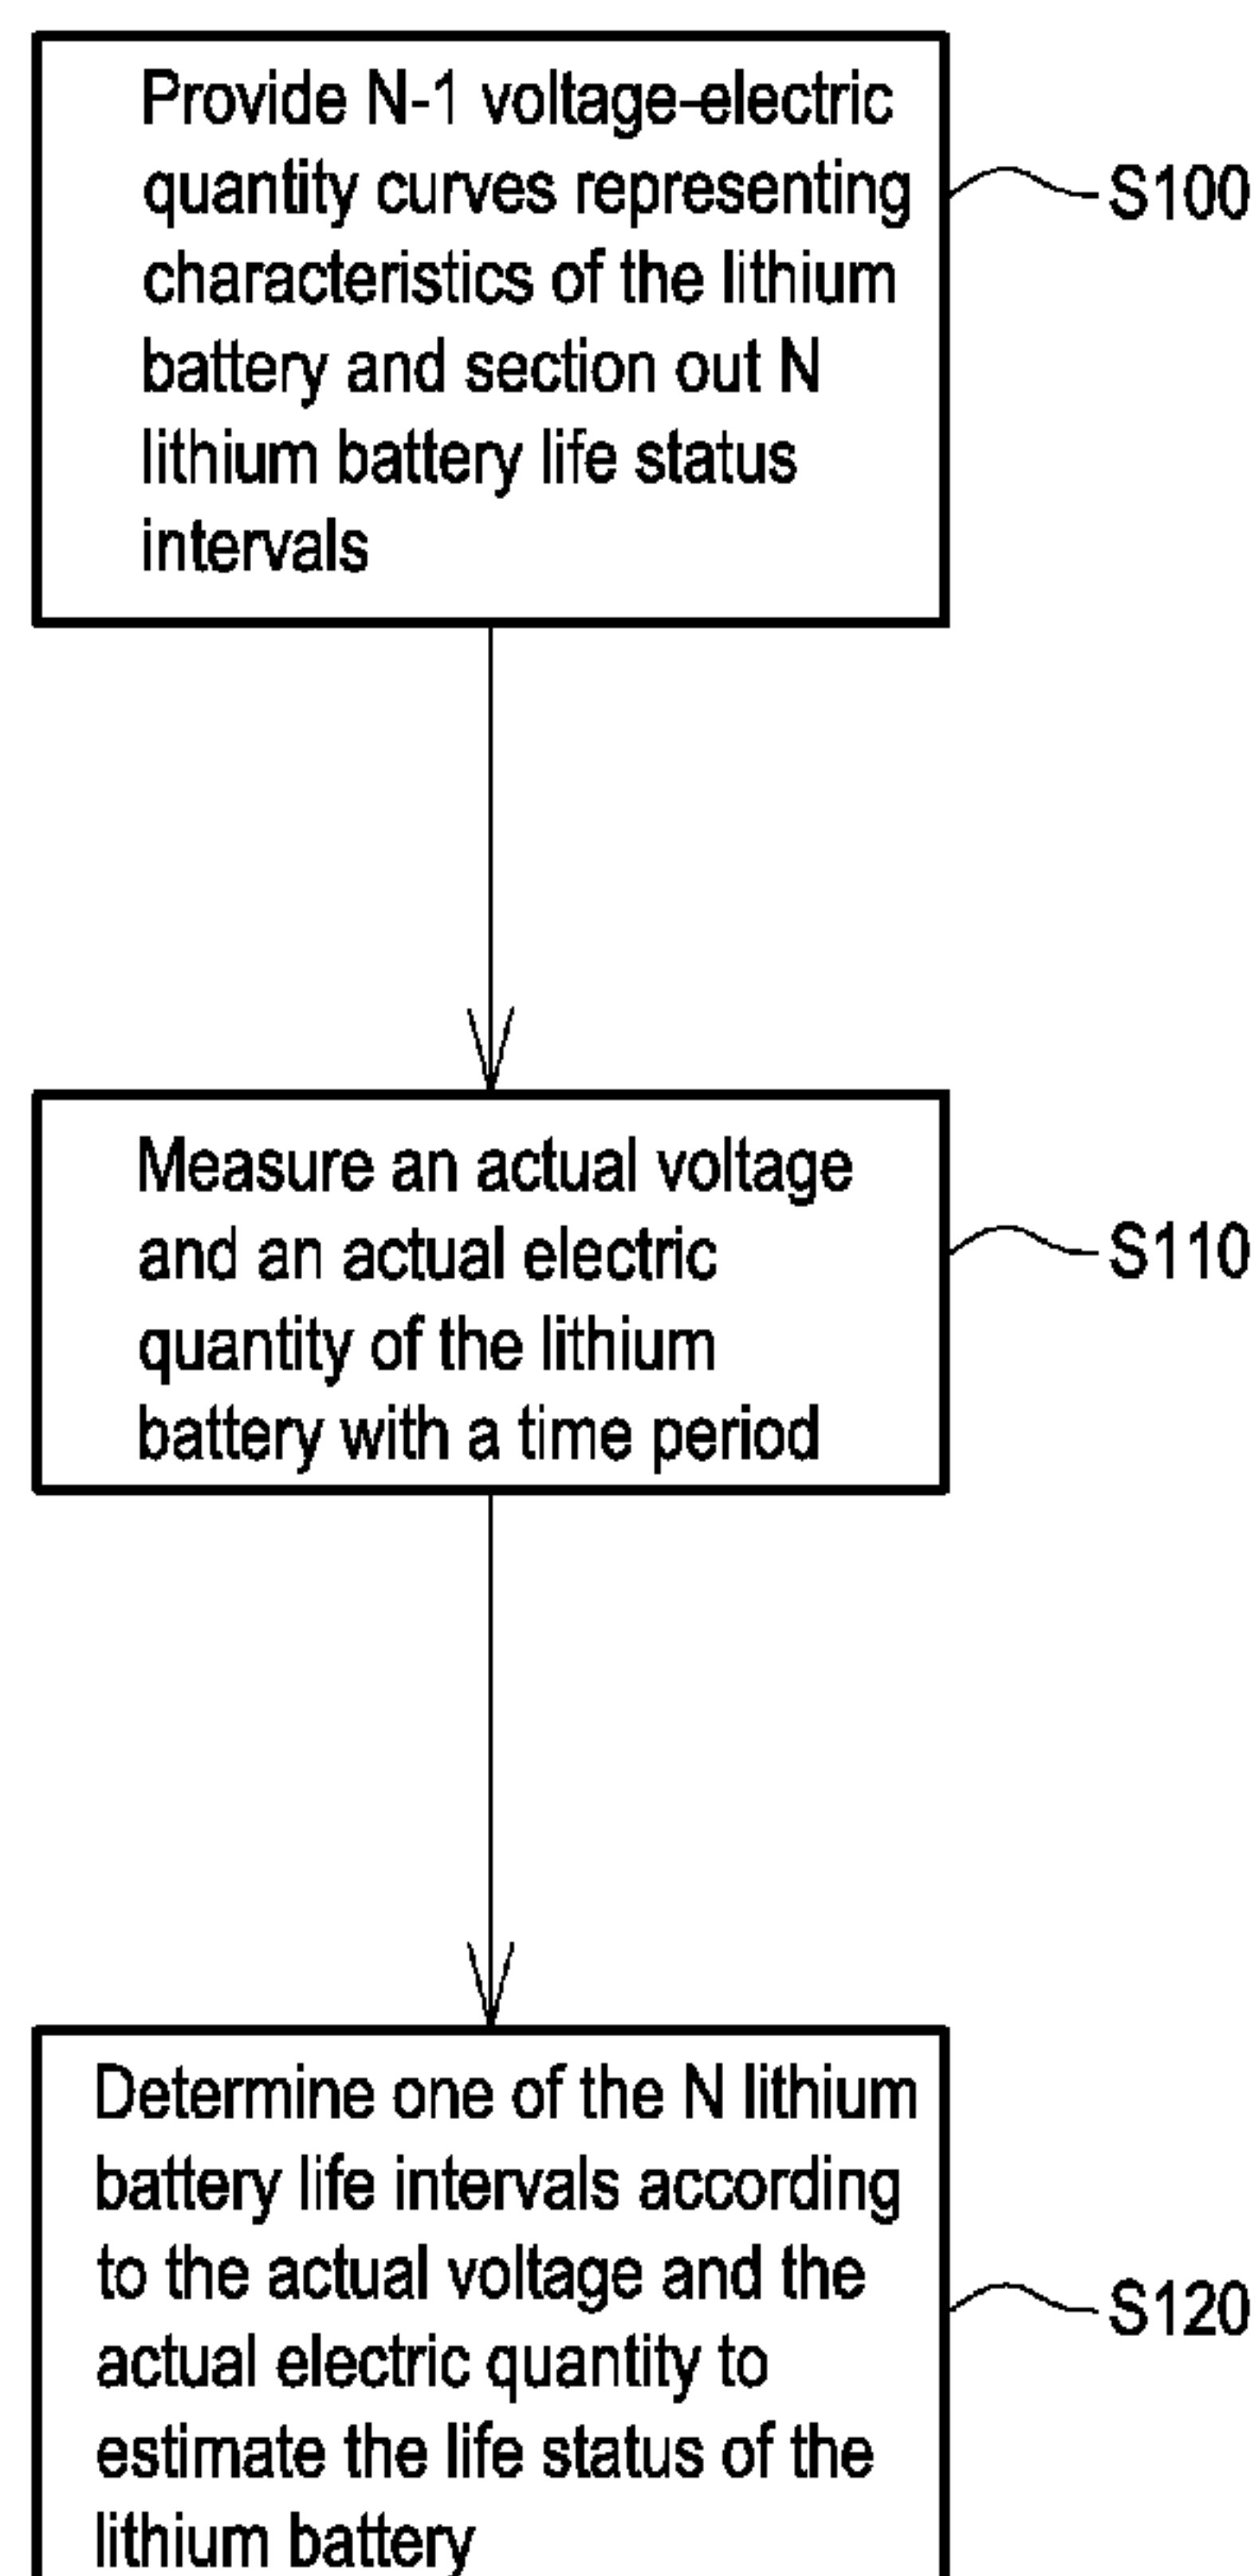 Provide N-1 voltage-electric
quantity curves representing
characteristics of the lithium
battery and section out N
lithium battery life status
intervals
S100
Measure an actual voltage
and an actual electric
quantity of the lithium
battery with a time period
S110
Determine one of the N lithium
battery life intervals according
to the actual voltage and the
actual electric quantity to
estimate the life status of the
lithium battery
S120